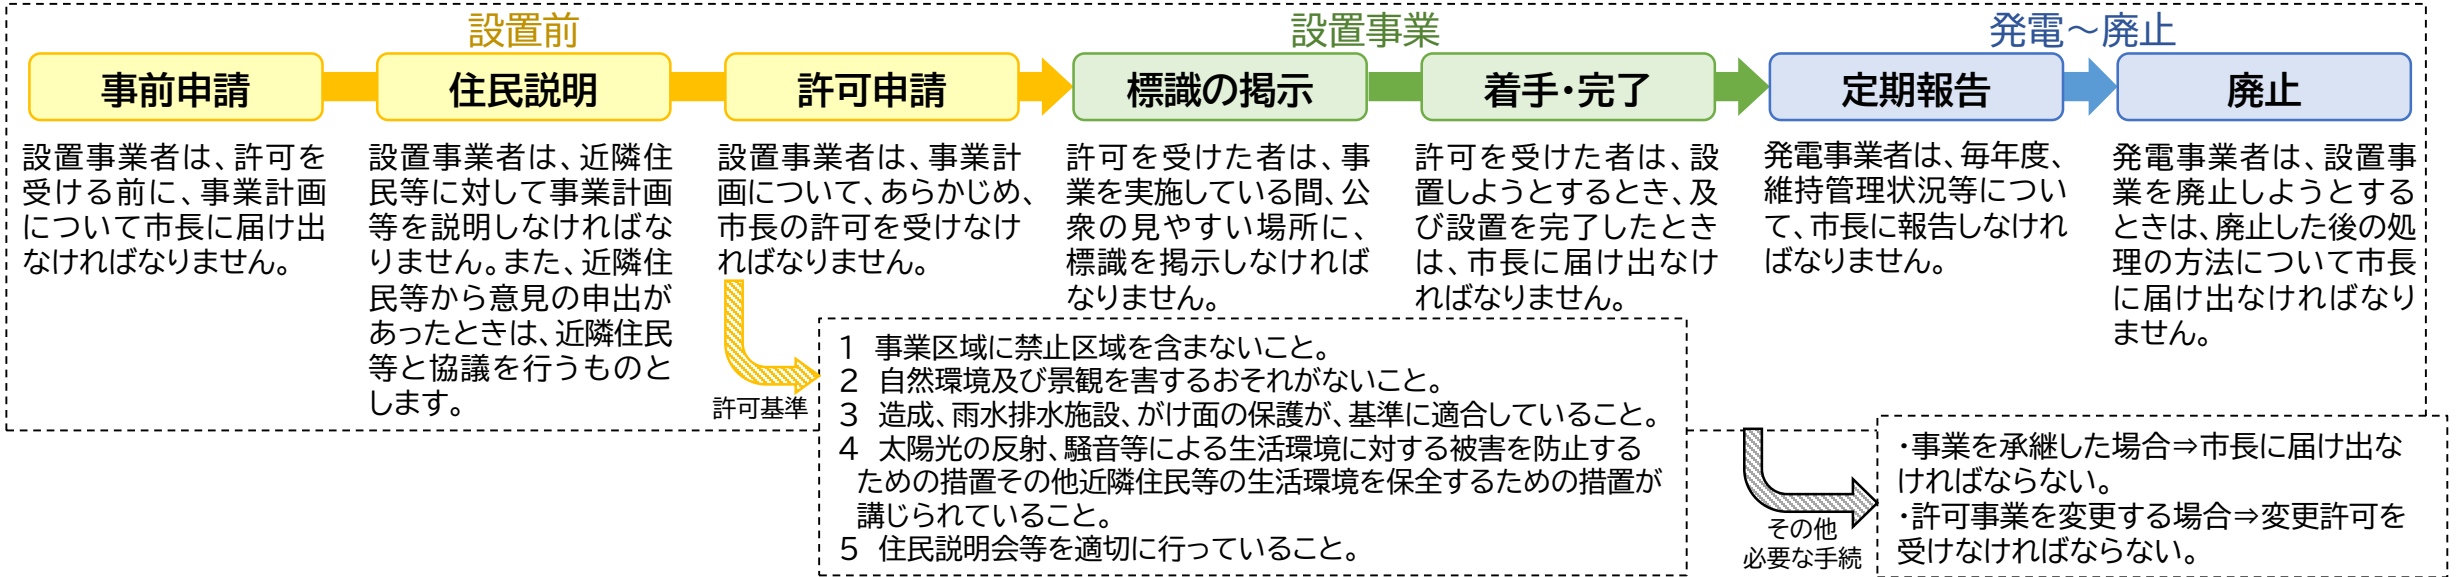 設置前
設置事業
発電～廃止
事前申請
住民説明
許可申請
標識の掲示
着手・完了
定期報告
廃止
設置事業者は、許可を
受ける前に、事業計画
について市長に届け出
なければなりません。
設置事業者は、近隣住
民等に対して事業計画
等を説明しなければな
りません。また、近隣住
民等から意見の申出が
あったときは、近隣住民
等と協議を行うものと
します。
設置事業者は、事業計
画について、あらかじめ、
市長の許可を受けなけ
ればなりません。
許可を受けた者は、事
業を実施している間、公
衆の見やすい場所に、
標識を掲示しなければ
なりません。
許可を受けた者は、設
置しようとするとき、及
び設置を完了したとき
は、市長に届け出なけ
ればなりません。
発電事業者は、毎年度、
維持管理状況等につい
て、市長に報告しなけれ
ばなりません。
発電事業者は、設置事
業を廃止しようとする
ときは、廃止した後の処
理の方法について市長
に届け出なければなり
ません。
許可基準
1 事業区域に禁止区域を含まないこと。
2 自然環境及び景観を害するおそれがないこと。
3 造成、雨水排水施設、がけ面の保護が、基準に適合していること。
4 太陽光の反射、騒音等による生活環境に対する被害を防止する
ための措置その他近隣住民等の生活環境を保全するための措置が
講じられていること。
5 住民説明会等を適切に行っていること。
その他
必要な手続
・事業を承継した場合⇒市長に届け出な
ければならない。
・許可事業を変更する場合⇒変更許可を
受けなければならない。